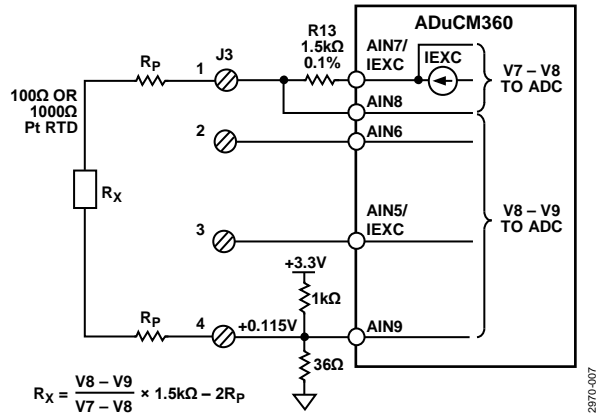 ADuCM360
R13
1.5kΩ
0.1%
AIN7/
IEXC
IEXC
V7 – V8
TO ADC
RP
J3
1
100Ω OR
1000Ω
Pt RTD
AIN8
2
AIN6
RX
V8 – V9
TO ADC
3
AIN5/
IEXC
+3.3V
1kΩ
RP
4
+0.115V
AIN9
36Ω
RX = V8 – V9 / V7 – V8 × 1.5kΩ – 2RP
2970-007